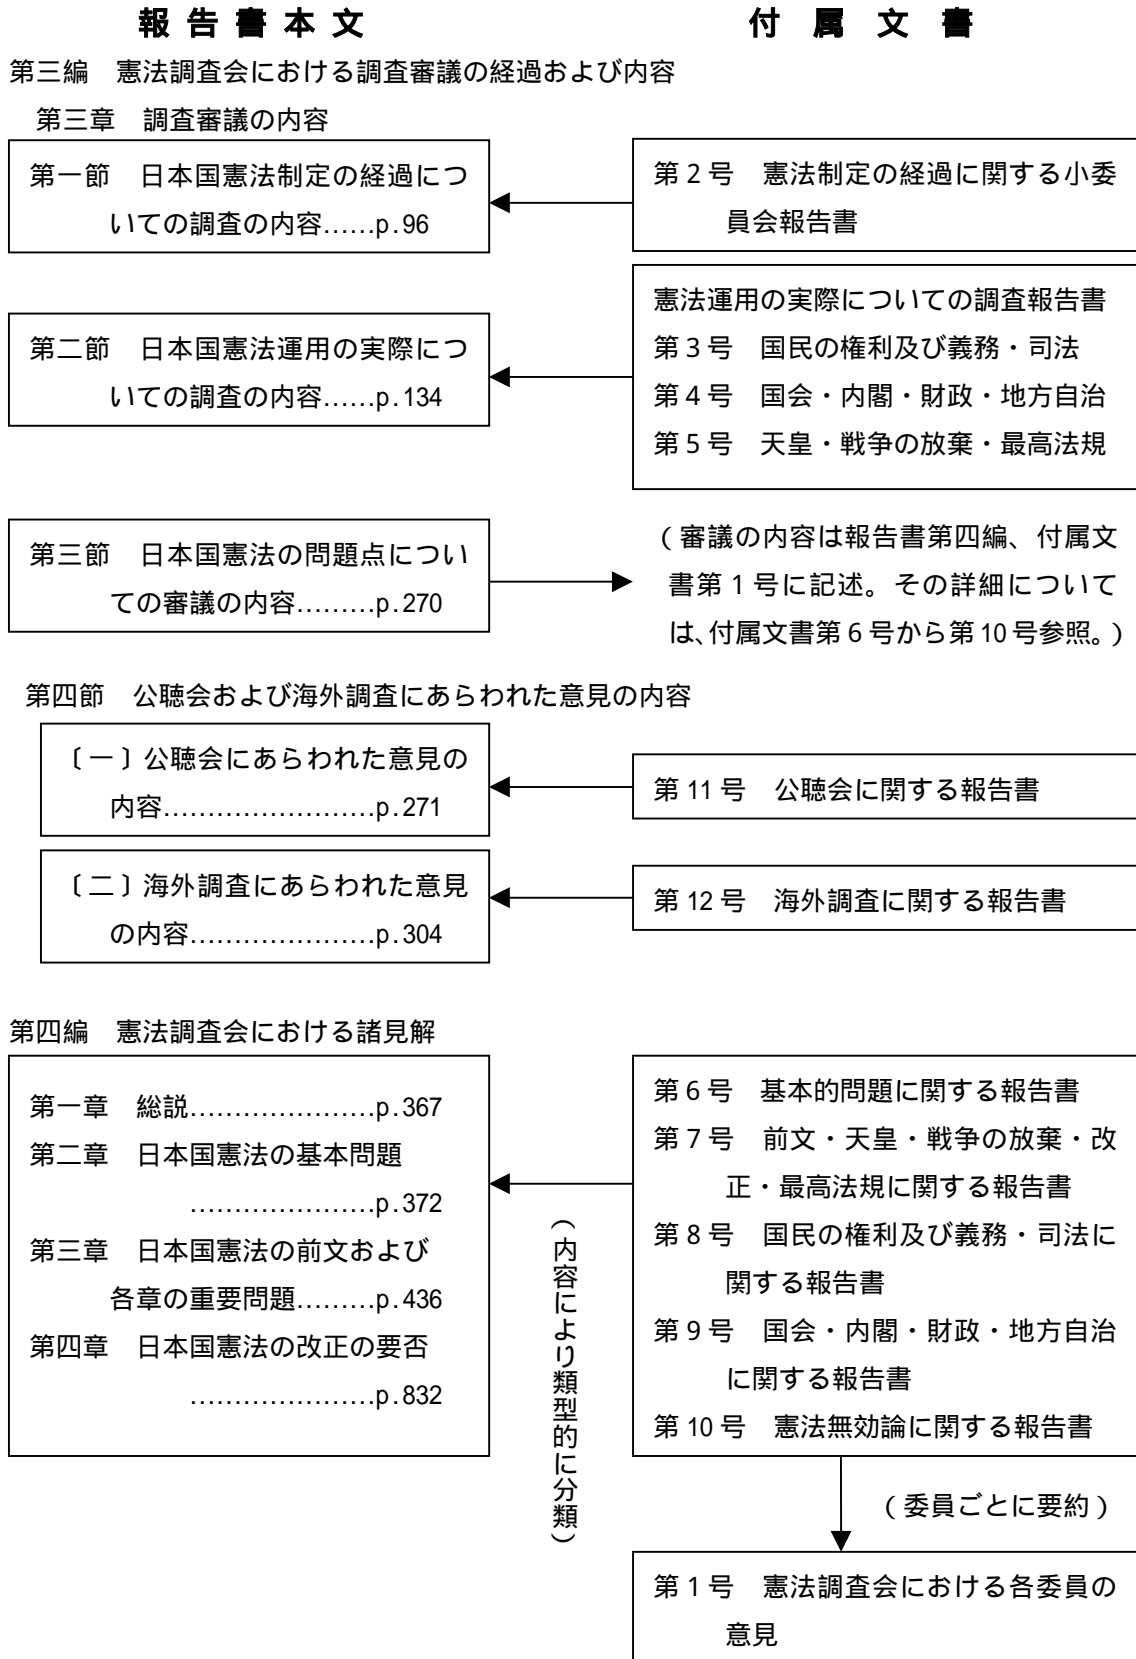 報告書本文
付属文書
第三編　憲法調査会における調査審議の経過および内容
第三章　調査審議の内容
第一節　日本国憲法制定の経過につ
いての調査の内容……p.96
第２号　憲法制定の経過に関する小委
員会報告書
第二節　日本国憲法運用の実際につ
いての調査の内容……p.134
憲法運用の実際についての調査報告書
第３号　国民の権利及び義務・司法
第４号　国会・内閣・財政・地方自治
第５号　天皇・戦争の放棄・最高法規
第三節　日本国憲法の問題点につい
ての審議の内容………p.270
（審議の内容は報告書第四編、付属文
書第１号に記述。その詳細について
は、付属文書第６号から第10号参照。）
第四節　公聴会および海外調査にあらわれた意見の内容
〔一〕公聴会にあらわれた意見の
内容……………………p.271
第11号　公聴会に関する報告書
〔二〕海外調査にあらわれた意見
の内容…………………p.304
第12号　海外調査に関する報告書
第四編　憲法調査会における諸見解
第一章　総説…………………p.367
第二章　日本国憲法の基本問題
…………………p.372
第三章　日本国憲法の前文および
各章の重要問題………p.436
第四章　日本国憲法の改正の要否
…………………p.832
（内容により類型的に分類）
第６号　基本的問題に関する報告書
第７号　前文・天皇・戦争の放棄・改
正・最高法規に関する報告書
第８号　国民の権利及び義務・司法に
関する報告書
第９号　国会・内閣・財政・地方自治
に関する報告書
第10号　憲法無効論に関する報告書
（委員ごとに要約）
第１号　憲法調査会における各委員の
意見